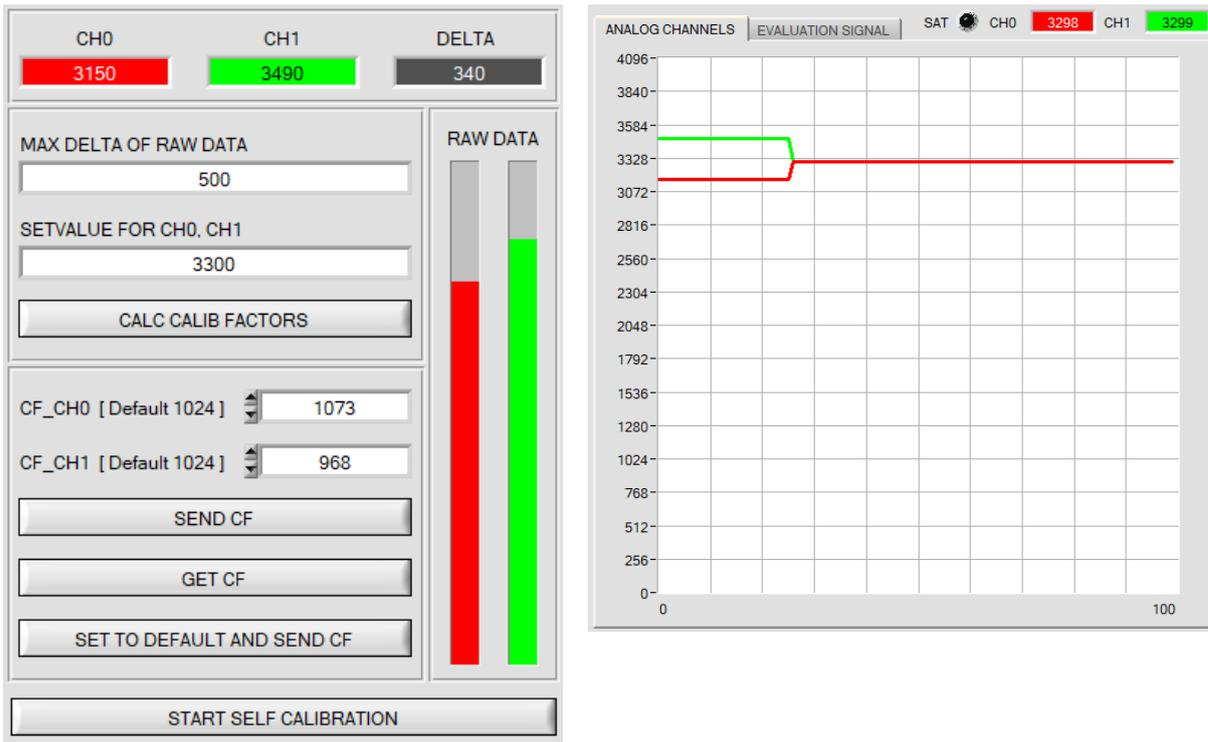 CH0 CH1 DELTA
3150 3490 340
MAX DELTA OF RAW DATA
500
SETVALUE FOR CH0, CH1
3300
CALC CALIB FACTORS
CF_CH0 [ Default 1024 ] 1073
CF_CH1 [ Default 1024 ] 968
SEND CF
GET CF
SET TO DEFAULT AND SEND CF
RAW DATA
START SELF CALIBRATION
ANALOG CHANNELS EVALUATION SIGNAL SAT CH0 3298 CH1 3299
4096
3840
3584
3328
3072
2816
2560
2304
2048
1792
1536
1280
1024
768
512
256
0
0 100